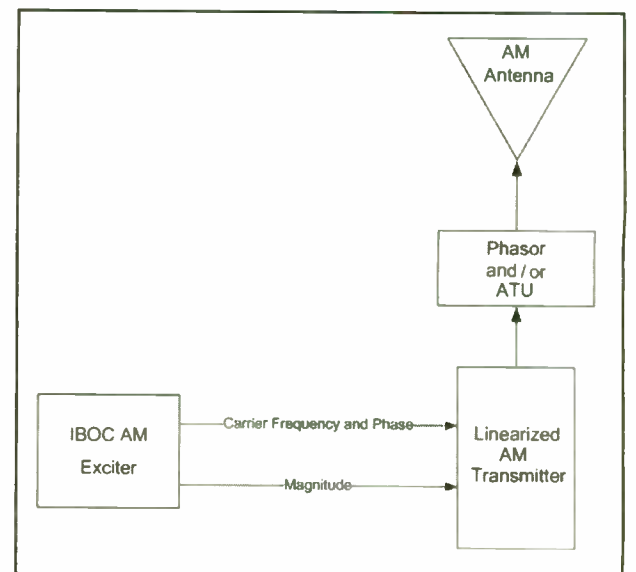 AM
Antenna
Phasor
and / or
ATU
IBOC AM
Exciter
Carrier Frequency and Phase
Magnitude
Linearized
AM
Transmitter